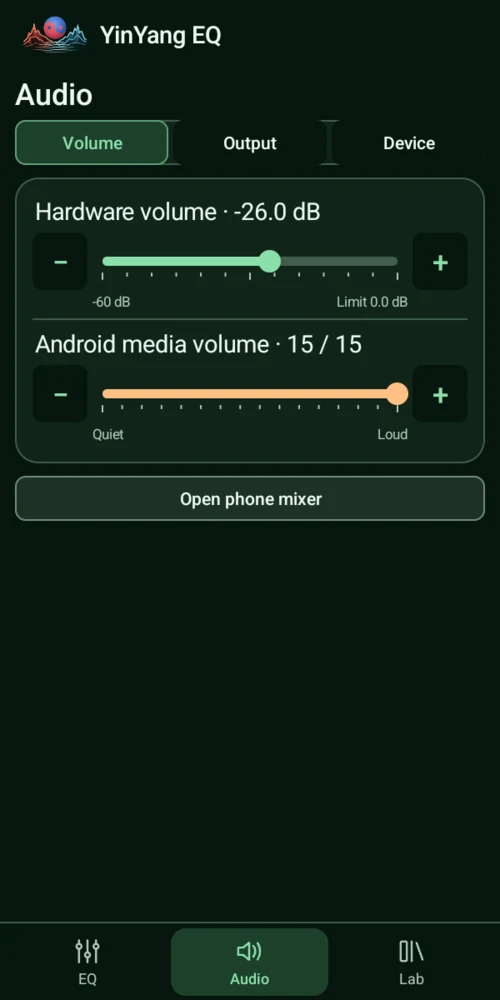 YinYang EQ
Audio
Volume Output Device
Hardware volume · -26.0 dB
− +
-60 dB Limit 0.0 dB
Android media volume · 15 / 15
− +
Quiet Loud
Open phone mixer
EQ Audio Lab